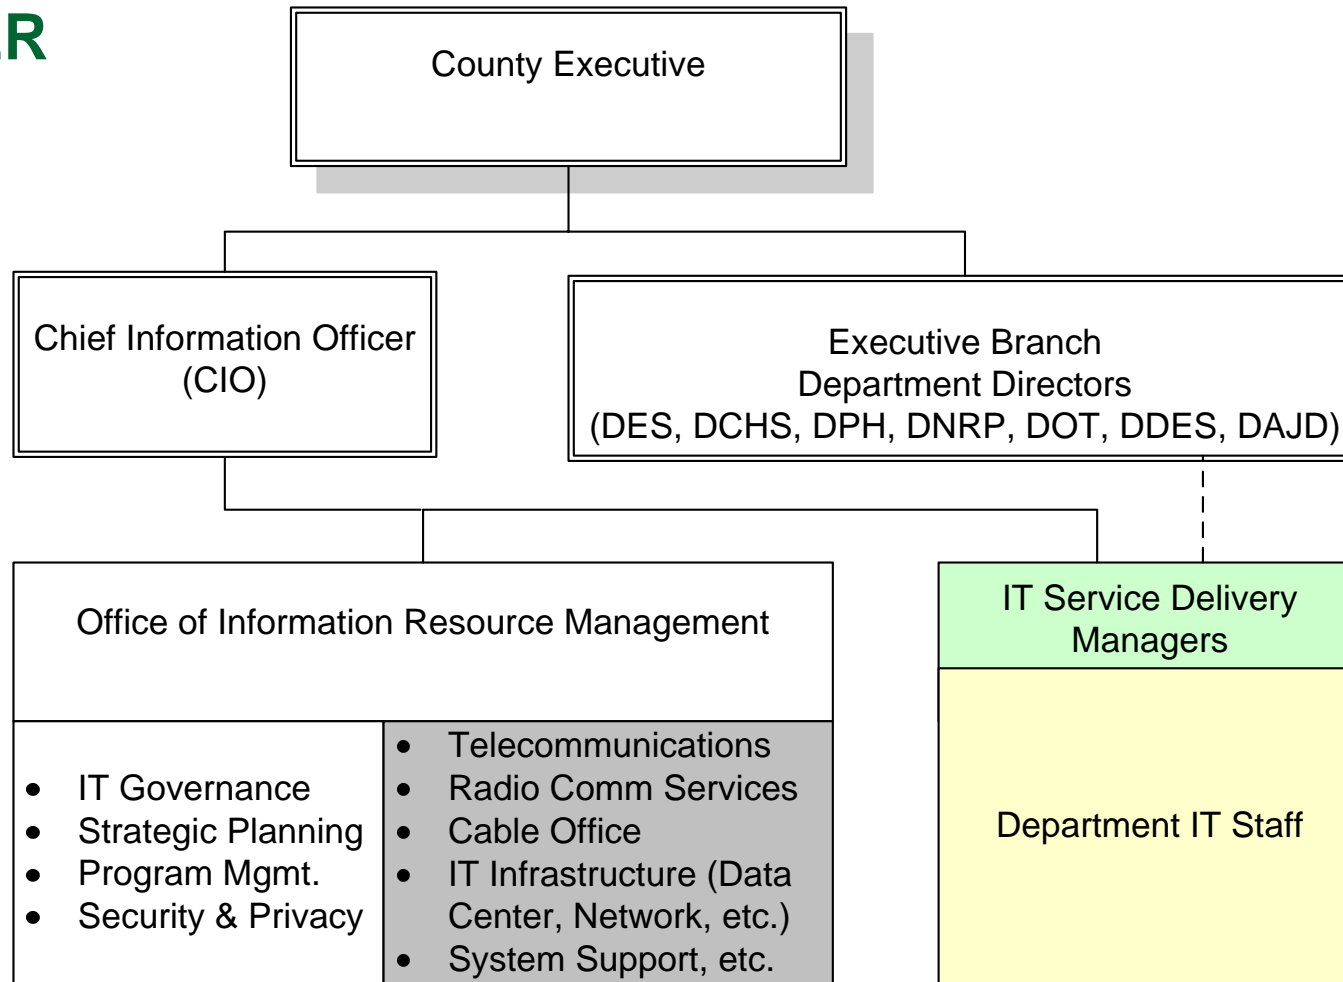 County Executive
Chief Information Officer
(CIO)
Executive Branch
Department Directors
(DES, DCHS, DPH, DNRP, DOT, DDES, DAJD)
Office of Information Resource Management
IT Service Delivery
Managers
• IT Governance
• Strategic Planning
• Program Mgmt.
• Security & Privacy
• Telecommunications
• Radio Comm Services
• Cable Office
• IT Infrastructure (Data
Center, Network, etc.)
• System Support, etc.
Department IT Staff